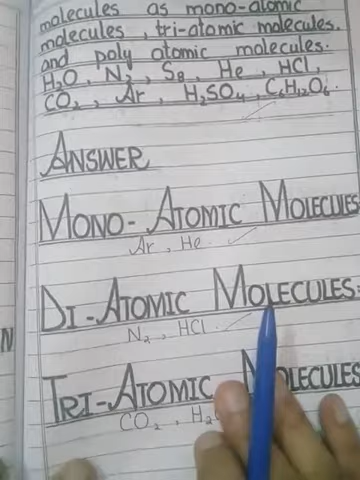 molecules as mono-atomic
molecules, tri-atomic molecules.
and poly atomic molecules.
H₂O, N₂, S₈, He, HCl,
CO₂, Ar, H₂SO₄, C₆H₁₂O₆.
ANSWER
MONO-ATOMIC MOLECULES
Ar, He
DI-ATOMIC MOLECULES:
N₂, HCl
TRI-ATOMIC MOLECULES
CO₂, H₂
N